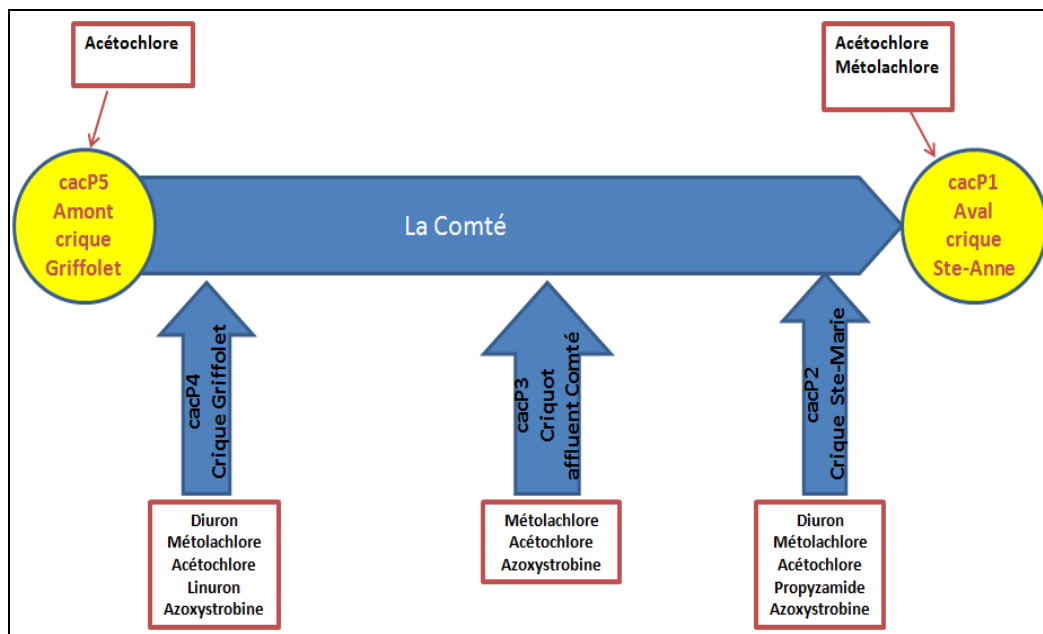 Acétochlore
Acétochlore
Métolachlore
cacP5
Amont
crique
Griffolet
La Comté
cacP1
Aval
crique
Ste-Anne
cacP4
Crique Griffolet
cacP3
Criquot
affluent Comté
cacP2
Crique Ste-Marie
Diuron
Métolachlore
Acétochlore
Linuron
Azoxystrobine
Métolachlore
Acétochlore
Azoxystrobine
Diuron
Métolachlore
Acétochlore
Propyzamide
Azoxystrobine